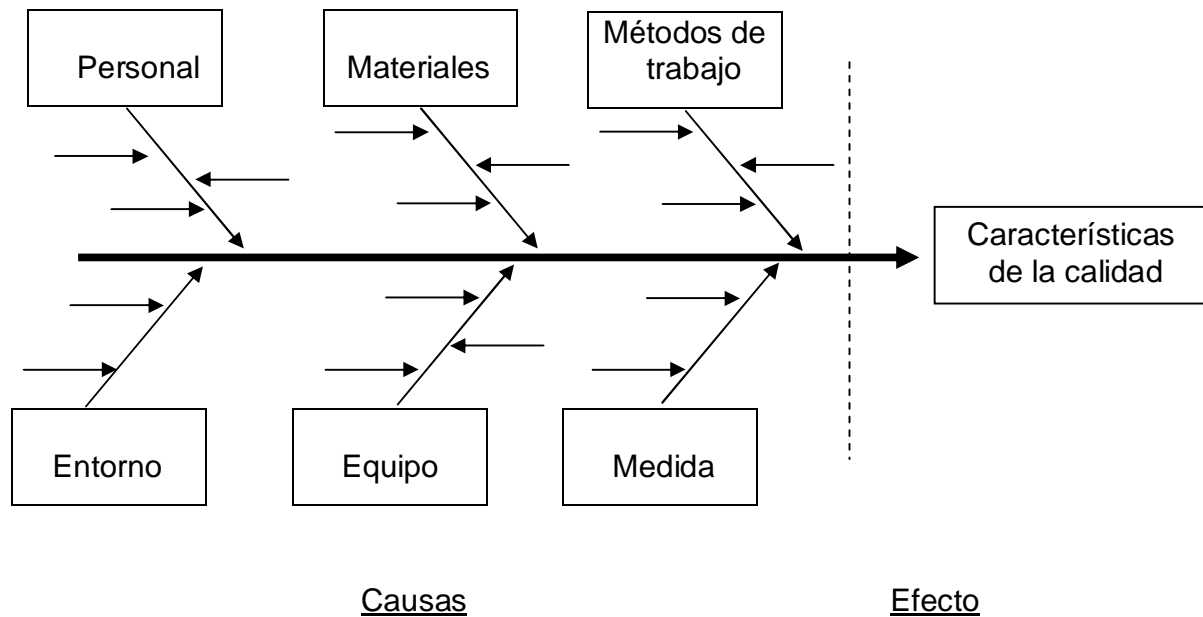 Personal
Materiales
Métodos de
trabajo
Características
de la calidad
Entorno
Equipo
Medida
Causas
Efecto